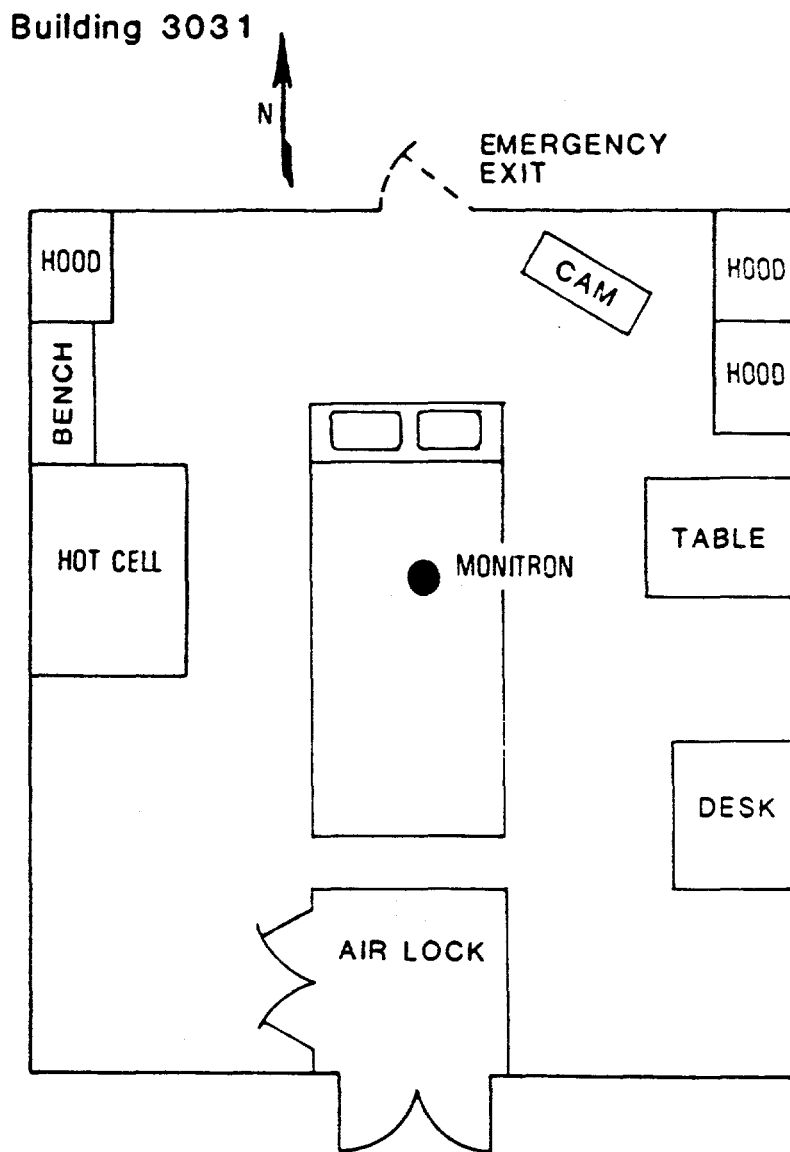 Building 3031
N
EMERGENCY
EXIT
HOOD
CAM
HOOD
BENCH
HOOD
HOT CELL
MONITRON
TABLE
DESK
AIR LOCK